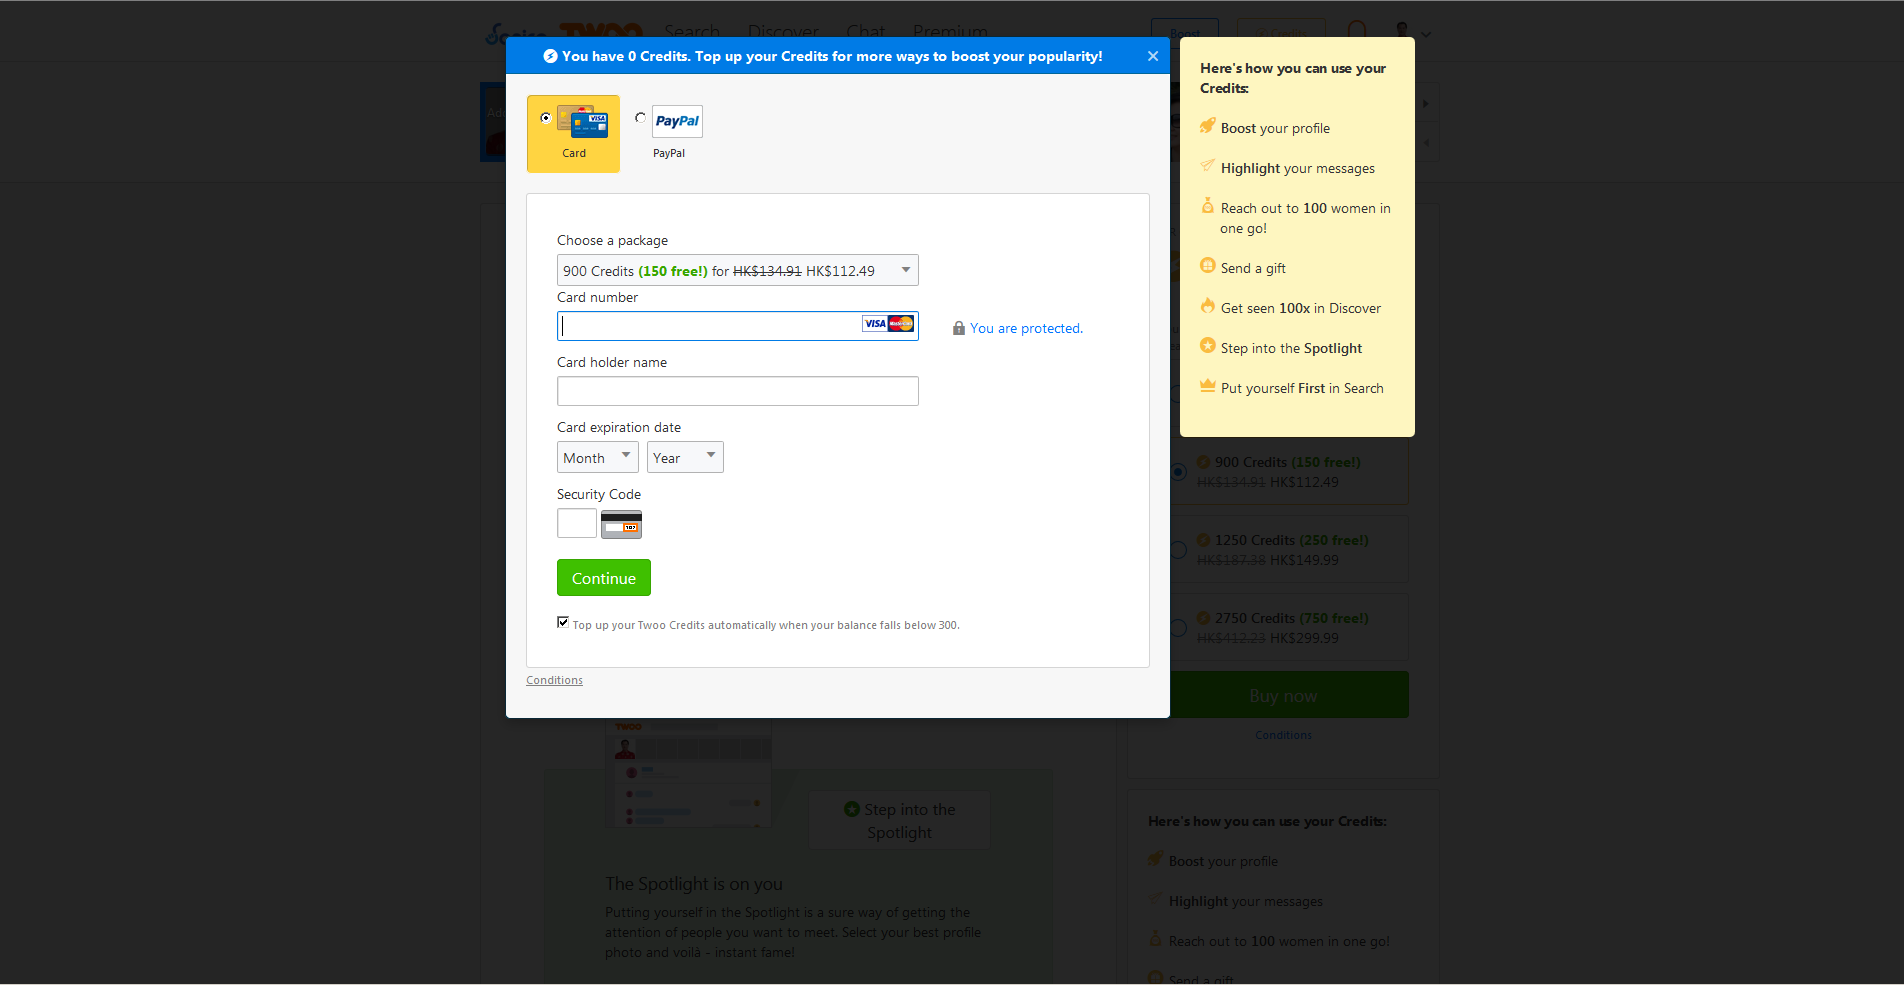 TWOO
Search
Discover
Chat
Premium
Boost
Credits
You have 0 Credits. Top up your Credits for more ways to boost your popularity!
Card
PayPal
PayPal
VISA
Choose a package
900 Credits (150 free!) for HK$134.91 HK$112.49
Card number
VISA
MasterCard
You are protected.
Card holder name
Card expiration date
Month
Year
Security Code
Continue
Top up your Twoo Credits automatically when your balance falls below 300.
Conditions
Here's how you can use your
Credits:
Boost your profile
Highlight your messages
Reach out to 100 women in
one go!
Send a gift
Get seen 100x in Discover
Step into the Spotlight
Put yourself First in Search
900 Credits (150 free!)
HK$134.91 HK$112.49
1250 Credits (250 free!)
HK$187.38 HK$149.99
2750 Credits (750 free!)
HK$412.23 HK$299.99
Buy now
Conditions
TWOO
Step into the
Spotlight
The Spotlight is on you
Putting yourself in the Spotlight is a sure way of getting the
attention of people you want to meet. Select your best profile
photo and voilà - instant fame!
Here's how you can use your Credits:
Boost your profile
Highlight your messages
Reach out to 100 women in one go!
Send a gift